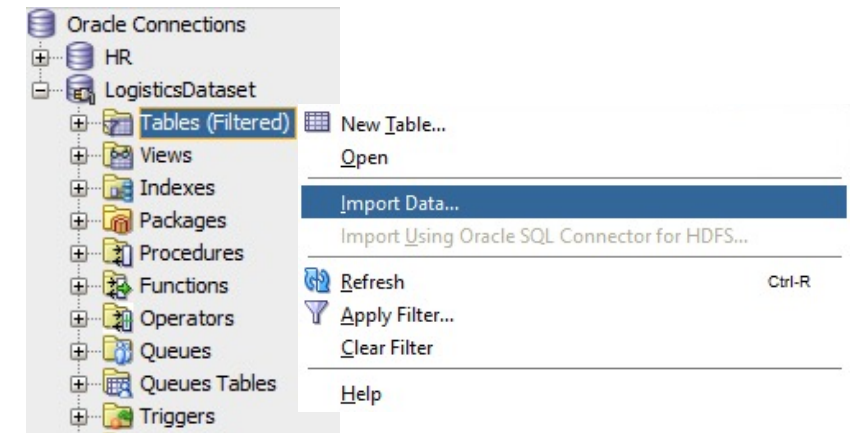 Oracle Connections
HR
LogisticsDataset
Tables (Filtered)
Views
Indexes
Packages
Procedures
Functions
Operators
Queues
Queues Tables
Triggers
New Table...
Open
Import Data...
Import Using Oracle SQL Connector for HDFS...
Refresh Ctrl-R
Apply Filter...
Clear Filter
Help